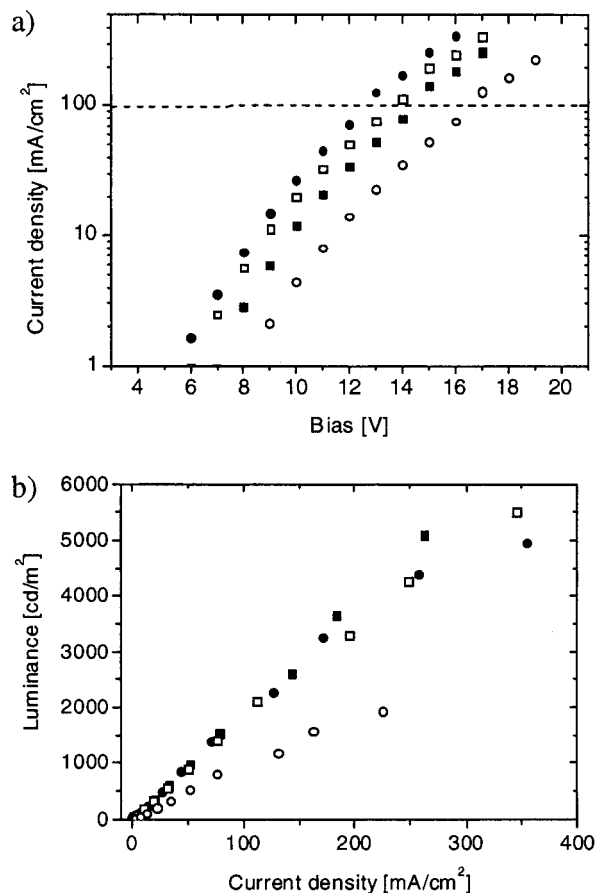 a)
Current density [mA/cm²]
100
10
1
4 6 8 10 12 14 16 18 20
Bias [V]
b)
Luminance [cd/m²]
6000
5000
4000
3000
2000
1000
0
0 100 200 300 400
Current density [mA/cm²]